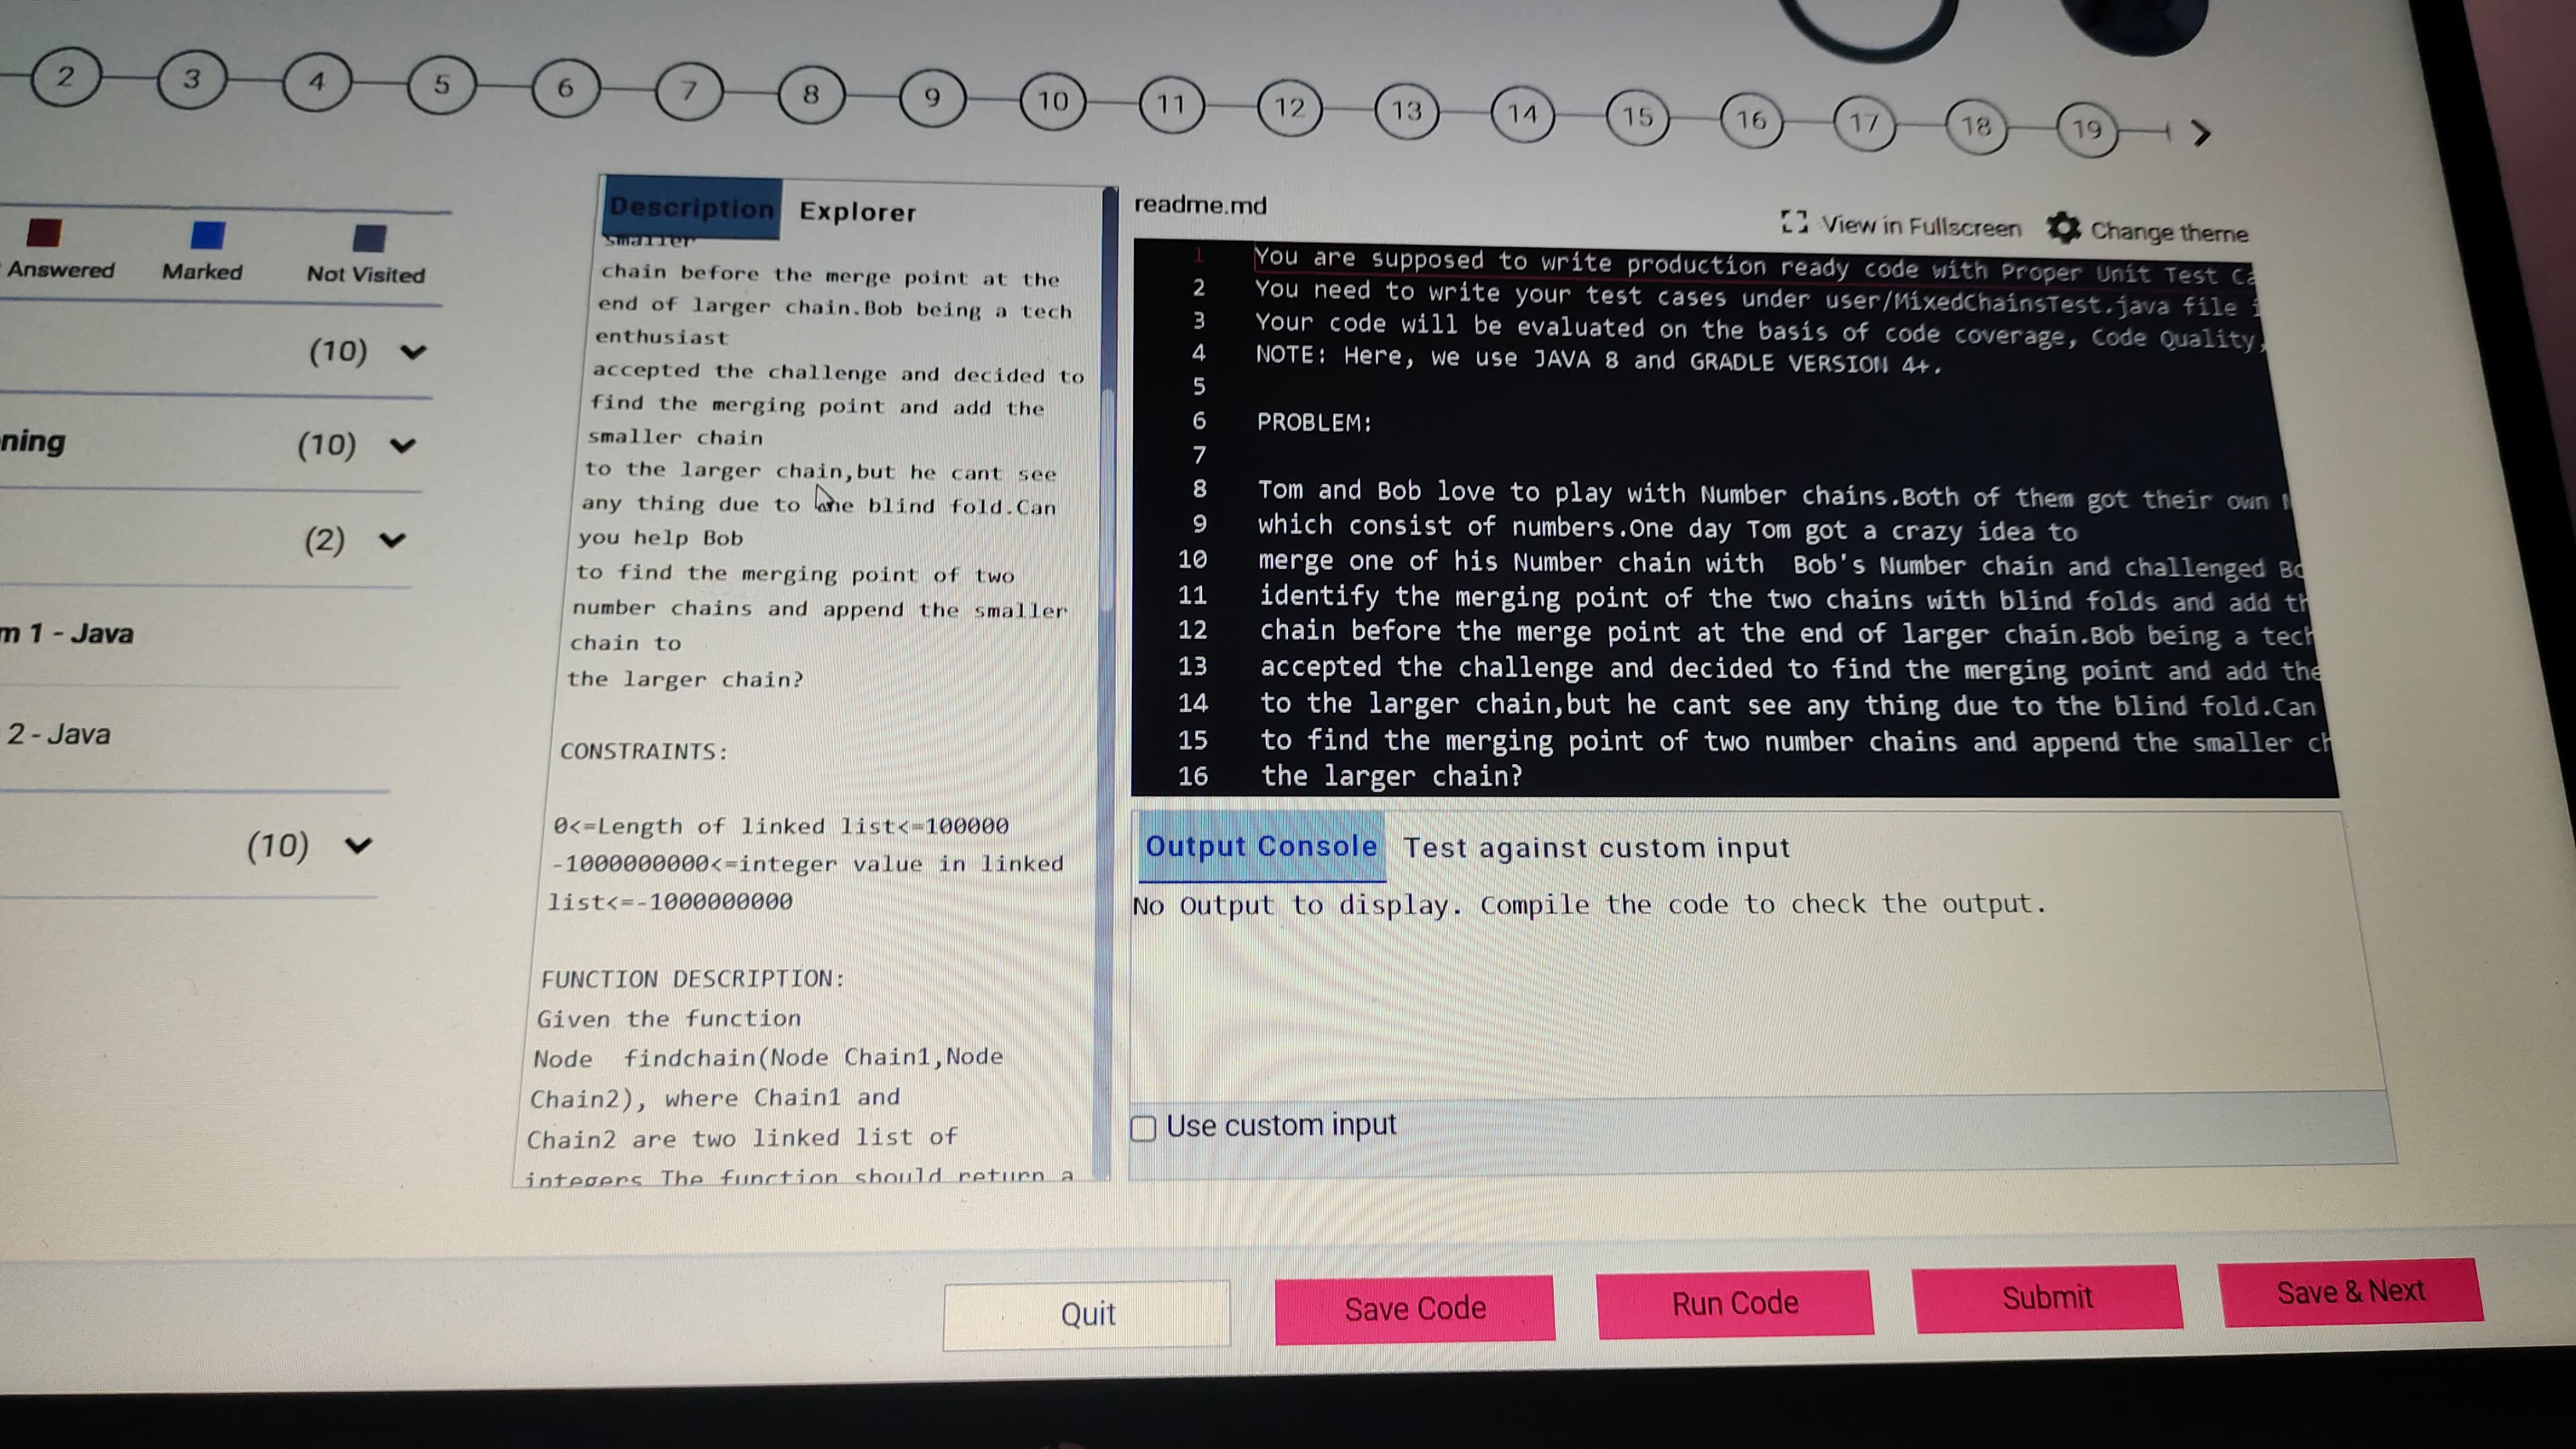 2 3 4 5 6 7 8 9 10 11 12 13 14 15 16 17 18 19
Answered Marked Not Visited
(10)
ning (10)
(2)
m 1 - Java
2 - Java
(10)
Description Explorer
smaller
chain before the merge point at the
end of larger chain.Bob being a tech
enthusiast
accepted the challenge and decided to
find the merging point and add the
smaller chain
to the larger chain,but he cant see
any thing due to the blind fold.Can
you help Bob
to find the merging point of two
number chains and append the smaller
chain to
the larger chain?
CONSTRAINTS:
0<=Length of linked list<=100000
-1000000000<=integer value in linked
list<=-1000000000
FUNCTION DESCRIPTION:
Given the function
Node findchain(Node Chain1,Node
Chain2), where Chain1 and
Chain2 are two linked list of
integers The function should return a
readme.md
View in Fullscreen Change theme
1 You are supposed to write production ready code with Proper Unit Test Ca
2 You need to write your test cases under user/MixedChainsTest.java file i
3 Your code will be evaluated on the basis of code coverage, Code Quality,
4 NOTE: Here, we use JAVA 8 and GRADLE VERSION 4+.
5
6 PROBLEM:
7
8 Tom and Bob love to play with Number chains.Both of them got their own
9 which consist of numbers.One day Tom got a crazy idea to
10 merge one of his Number chain with Bob's Number chain and challenged Bo
11 identify the merging point of the two chains with blind folds and add th
12 chain before the merge point at the end of larger chain.Bob being a tech
13 accepted the challenge and decided to find the merging point and add the
14 to the larger chain,but he cant see any thing due to the blind fold.Can
15 to find the merging point of two number chains and append the smaller ch
16 the larger chain?
Output Console Test against custom input
No Output to display. Compile the code to check the output.
Use custom input
Quit Save Code Run Code Submit Save & Next